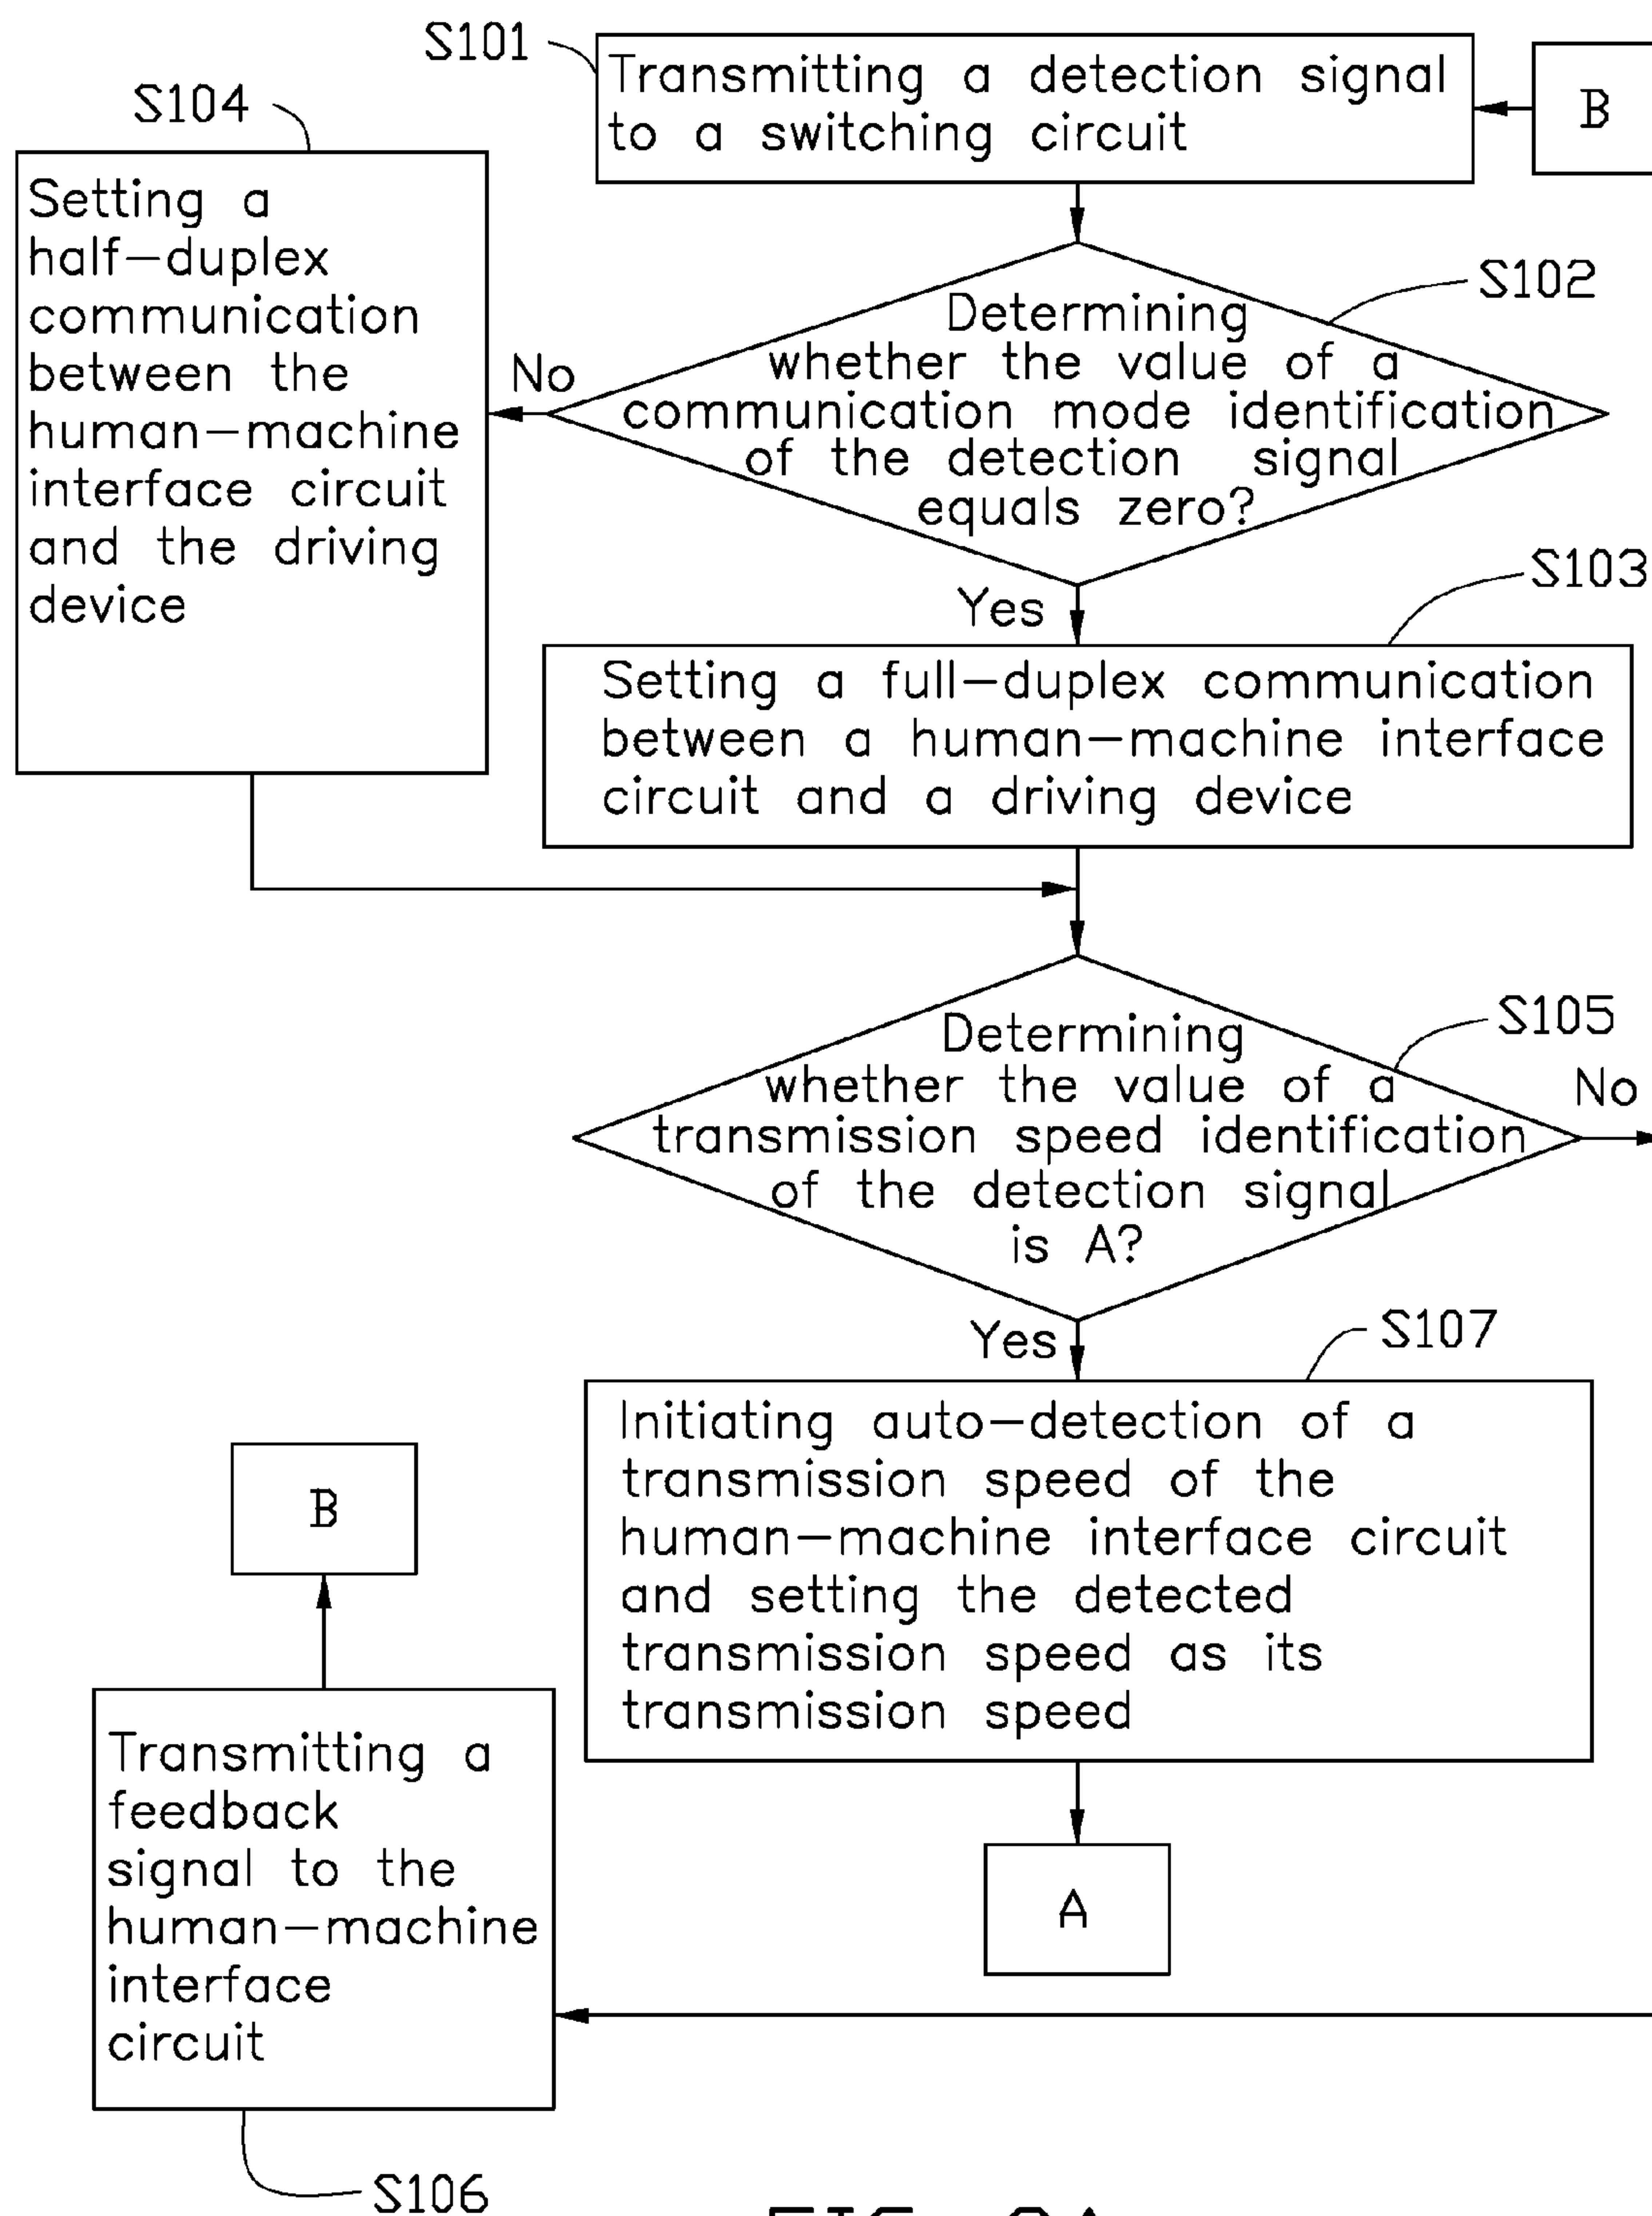 S101
Transmitting a detection signal
to a switching circuit
B
S104
Setting a
half-duplex
communication
between the
human-machine
interface circuit
and the driving
device
S102
Determining
whether the value of a
communication mode identification
of the detection signal
equals zero?
No
Yes
S103
Setting a full-duplex communication
between a human-machine interface
circuit and a driving device
S105
Determining
whether the value of a
transmission speed identification
of the detection signal
is A?
No
Yes
S107
Initiating auto-detection of a
transmission speed of the
human-machine interface circuit
and setting the detected
transmission speed as its
transmission speed
B
Transmitting a
feedback
signal to the
human-machine
interface
circuit
A
S106